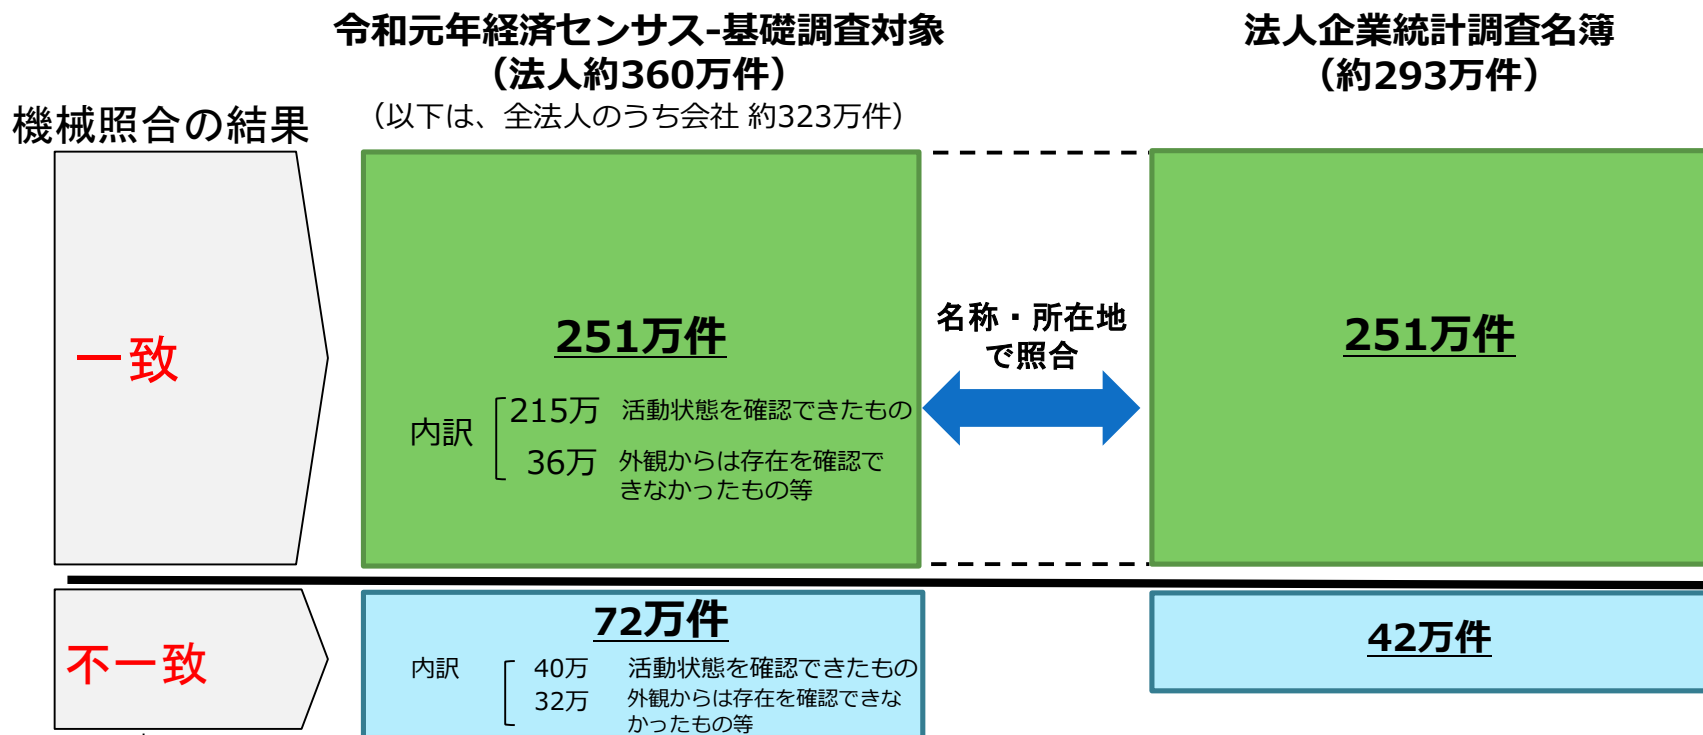 令和元年経済センサス-基礎調査対象
（法人約360万件）
（以下は、全法人のうち会社 約323万件）
法人企業統計調査名簿
（約293万件）
機械照合の結果
一致
251万件
内訳
215万 活動状態を確認できたもの
36万 外観からは存在を確認で
きなかったもの等
名称・所在地
で照合
251万件
不一致
72万件
内訳
40万 活動状態を確認できたもの
32万 外観からは存在を確認できな
かったもの等
42万件